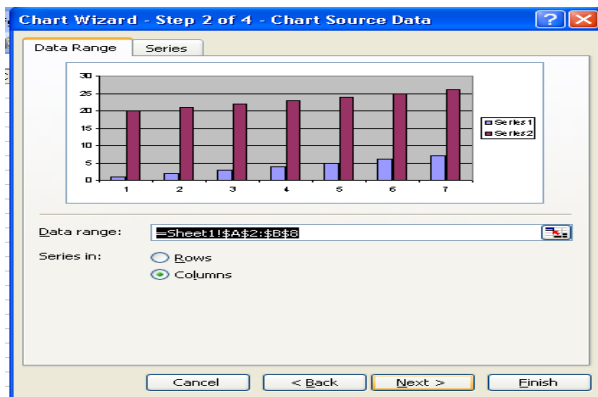 Chart Wizard - Step 2 of 4 - Chart Source Data ?
Data Range Series
30
25
20
15
10
5
0
1 2 3 4 5 6 7
Series1
Series2
Data range: =Sheet1!$A$2:$B$8
Series in: Rows
Columns
Cancel < Back Next > Finish